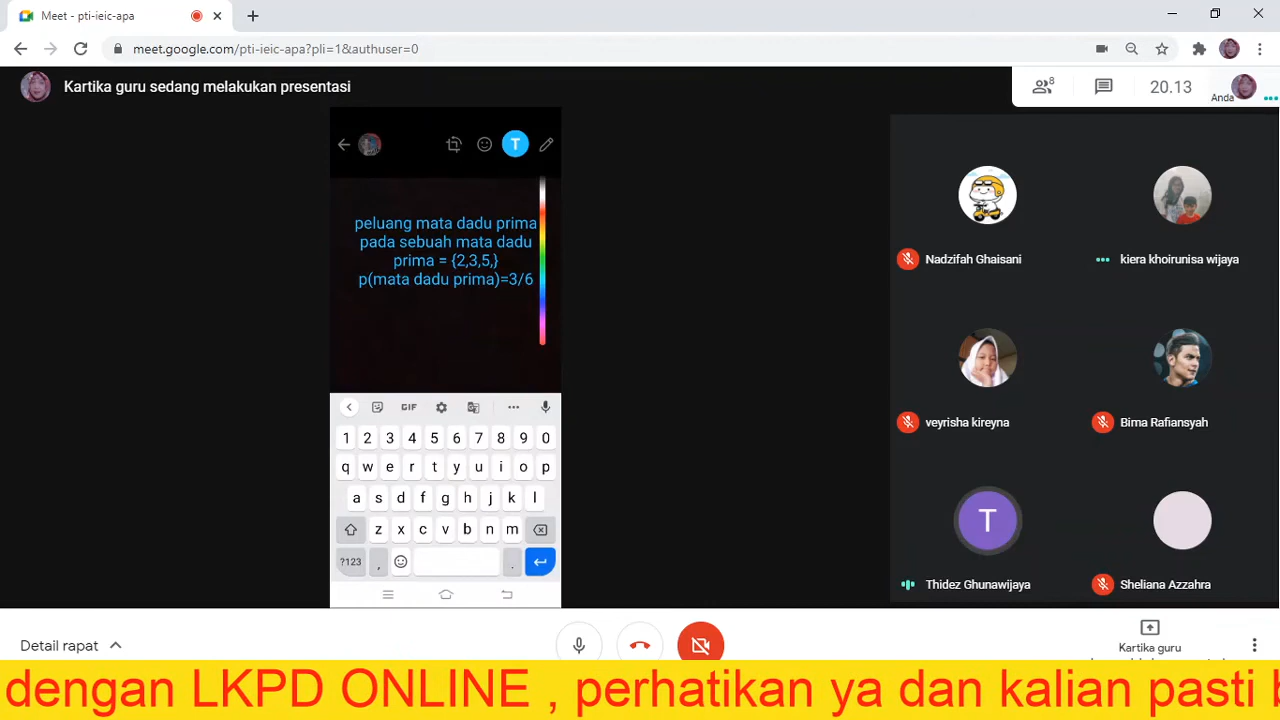 Meet - pti-ieic-apa
meet.google.com/pti-ieic-apa?pli=1&authuser=0
Kartika guru sedang melakukan presentasi
8
20.13
Anda
T
peluang mata dadu prima
pada sebuah mata dadu
prima = {2,3,5,}
p(mata dadu prima)=3/6
GIF
1 2 3 4 5 6 7 8 9 0
q w e r t y u i o p
a s d f g h j k l
z x c v b n m
?123 , .
Nadzifah Ghaisani
kiera khoirunisa wijaya
veyrisha kireyna
Bima Rafiansyah
T
Thidez Ghunawijaya
Sheliana Azzahra
Detail rapat
Kartika guru
dengan LKPD ONLINE , perhatikan ya dan kalian pasti